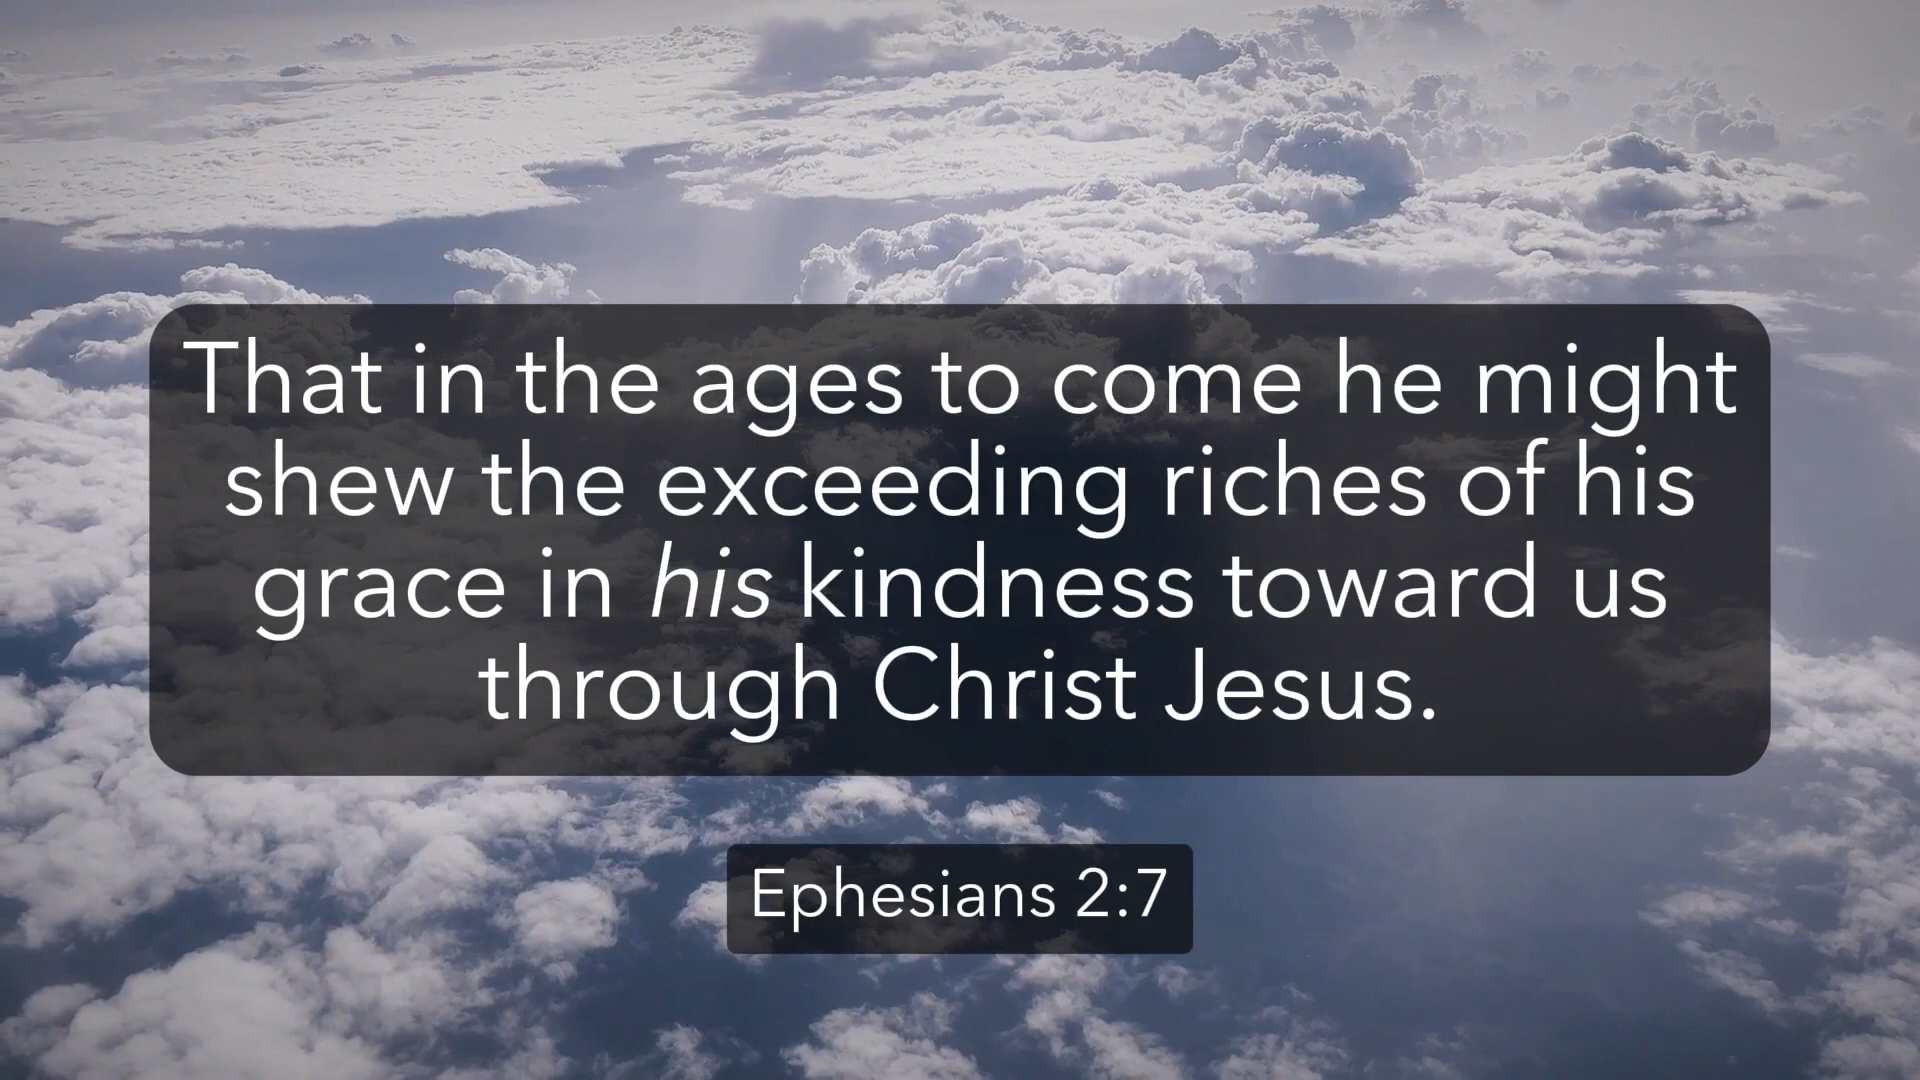 That in the ages to come he might
shew the exceeding riches of his
grace in his kindness toward us
through Christ Jesus.
Ephesians 2:7